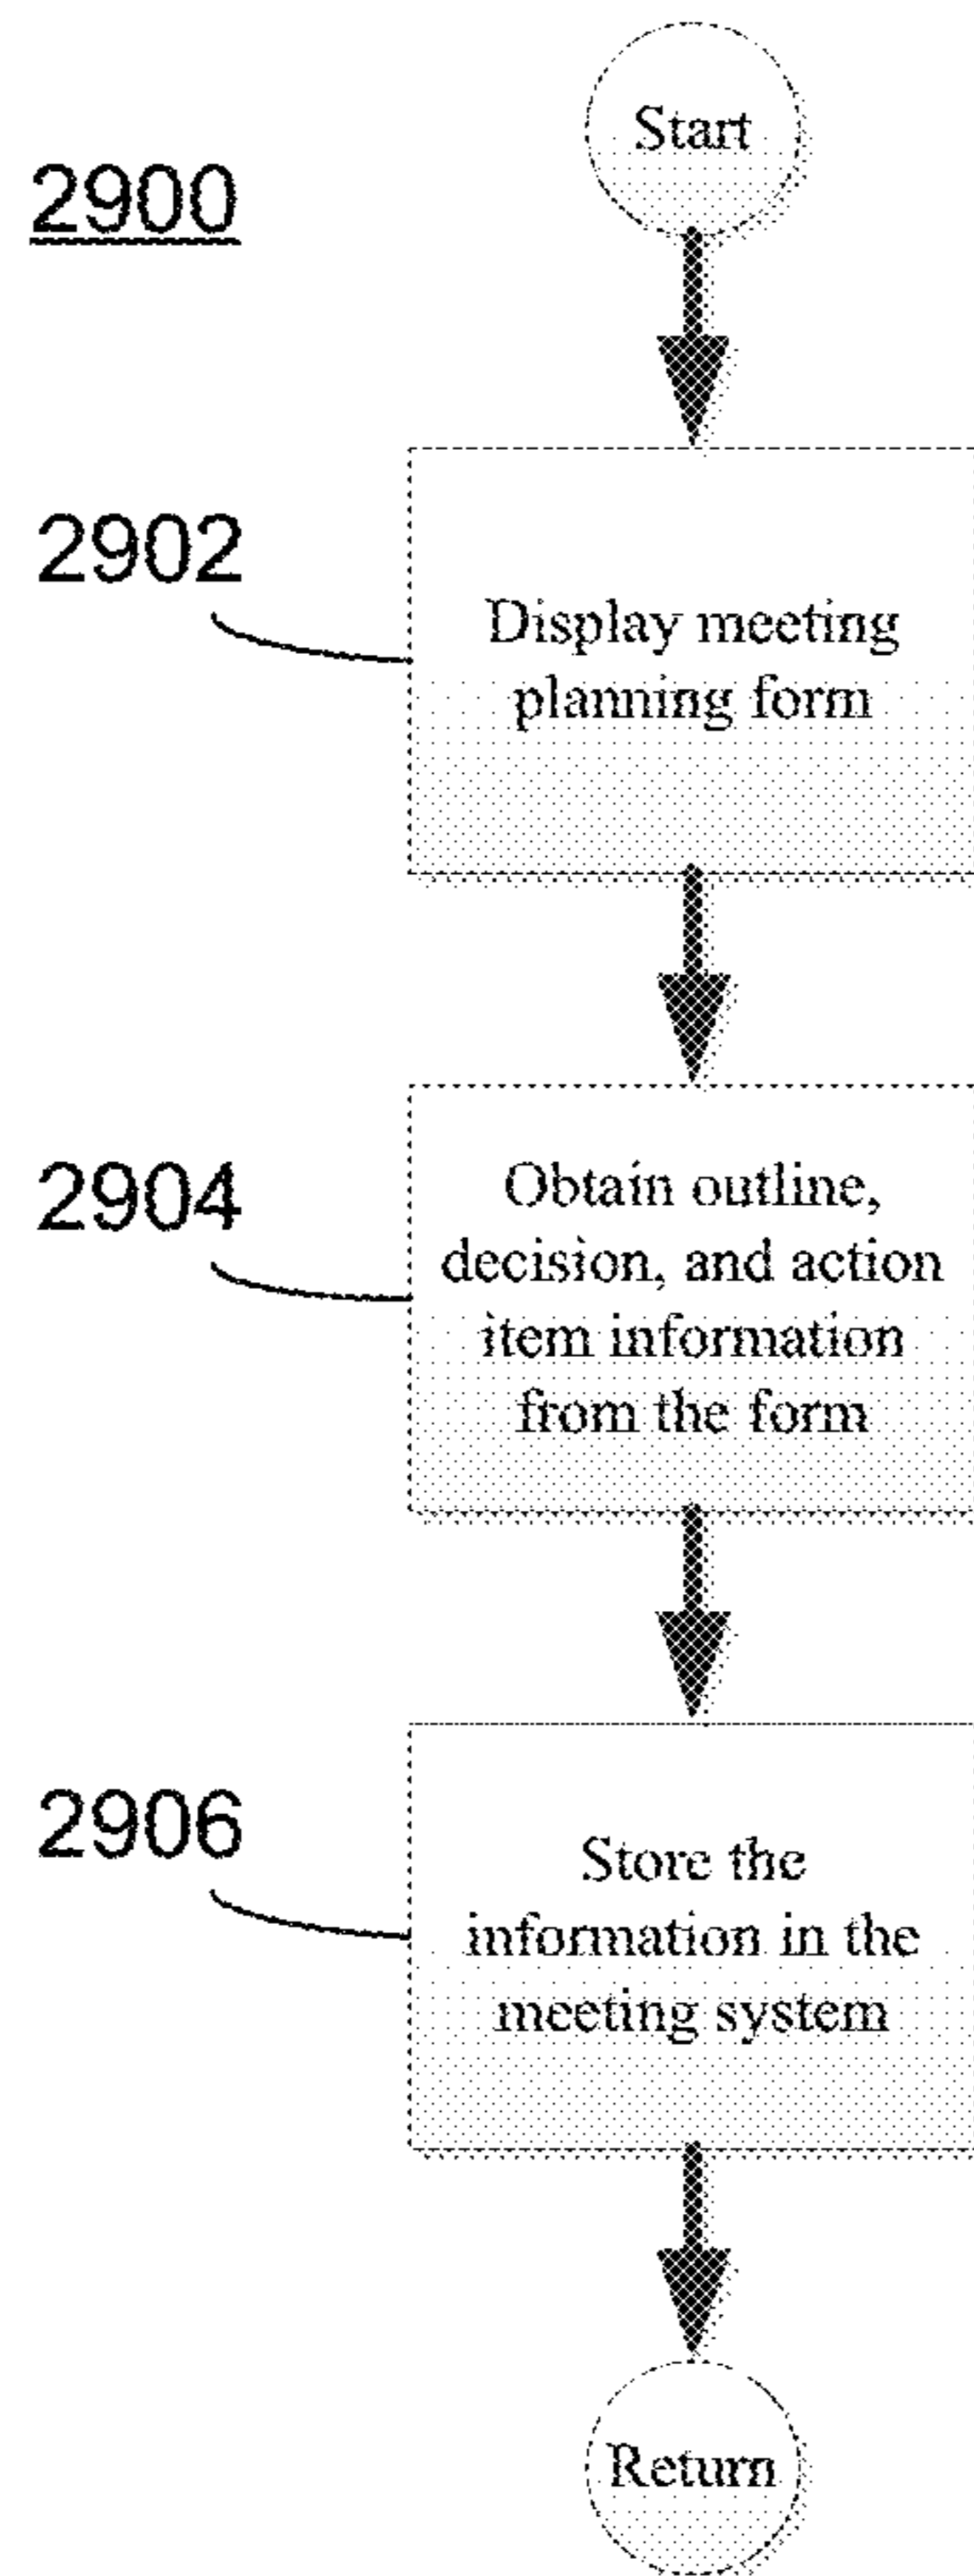 Start
2900
2902
Display meeting
planning form
2904
Obtain outline,
decision, and action
item information
from the form
2906
Store the
information in the
meeting system
Return